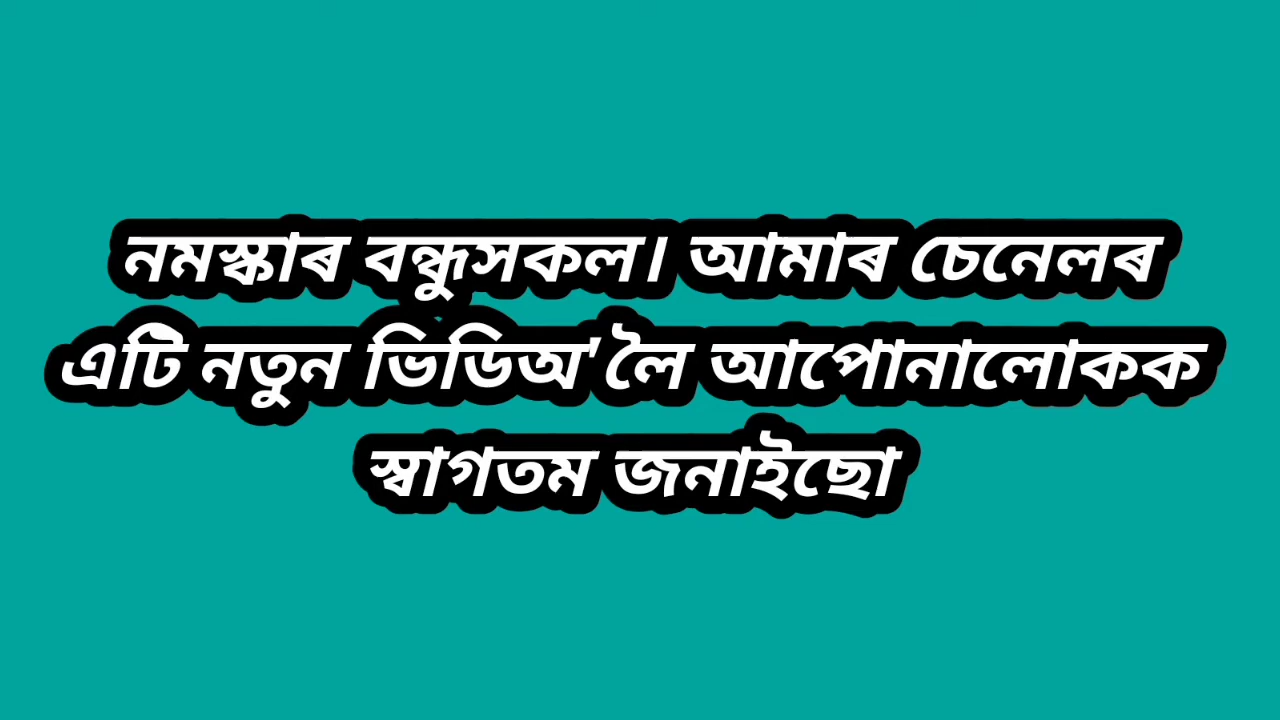 নমস্কাৰ বন্ধুসকল। আমাৰ চেনেলৰ
এটি নতুন ভিডিঅ'লৈ আপোনালোকক
স্বাগতম জনাইছো